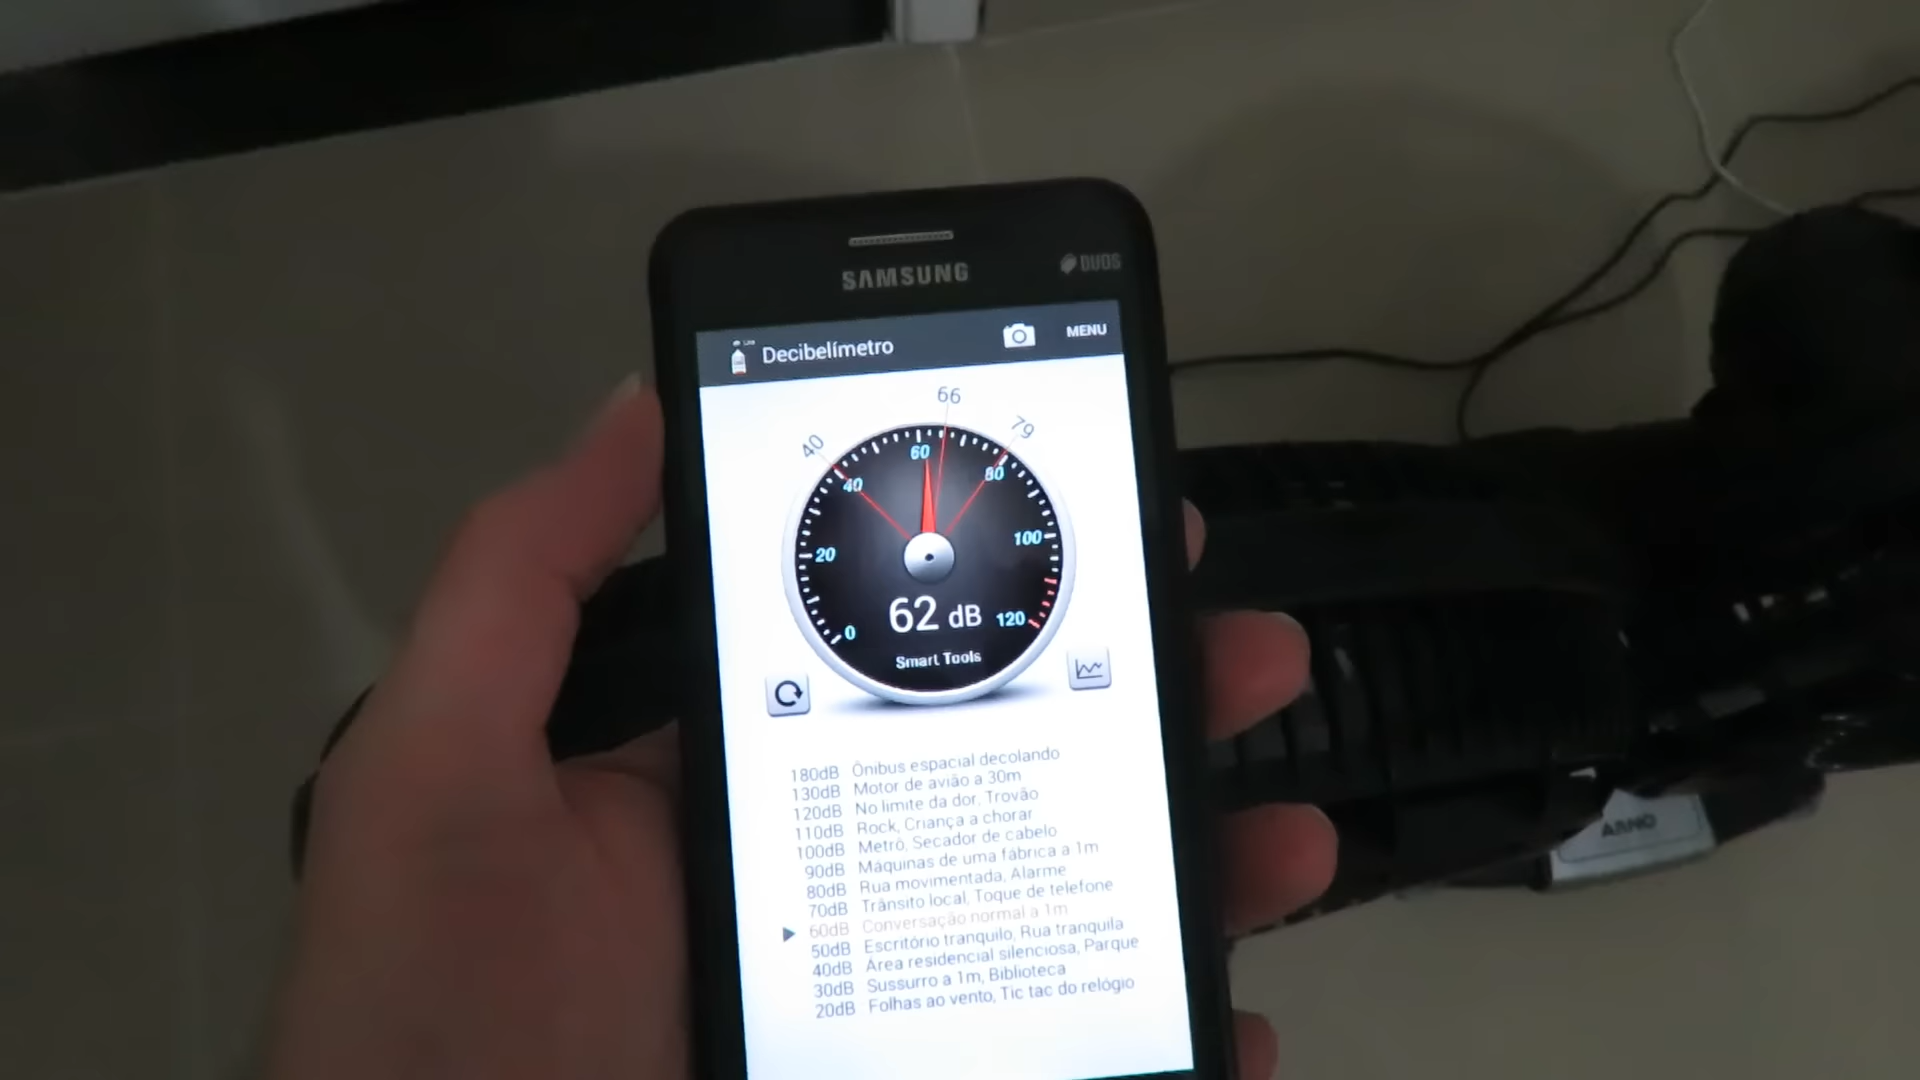 SAMSUNG
DUOS
Decibelímetro
MENU
40
66
79
0
20
40
60
80
100
120
62 dB
Smart Tools
180dB Ônibus espacial decolando
130dB Motor de avião a 30m
120dB No limite da dor, Trovão
110dB Rock, Criança a chorar
100dB Metrô, Secador de cabelo
90dB Máquinas de uma fábrica a 1m
80dB Rua movimentada, Alarme
70dB Trânsito local, Toque de telefone
60dB Conversação normal a 1m
50dB Escritório tranquilo, Rua tranquila
40dB Área residencial silenciosa, Parque
30dB Sussurro a 1m, Biblioteca
20dB Folhas ao vento, Tic tac do relógio
ARNO